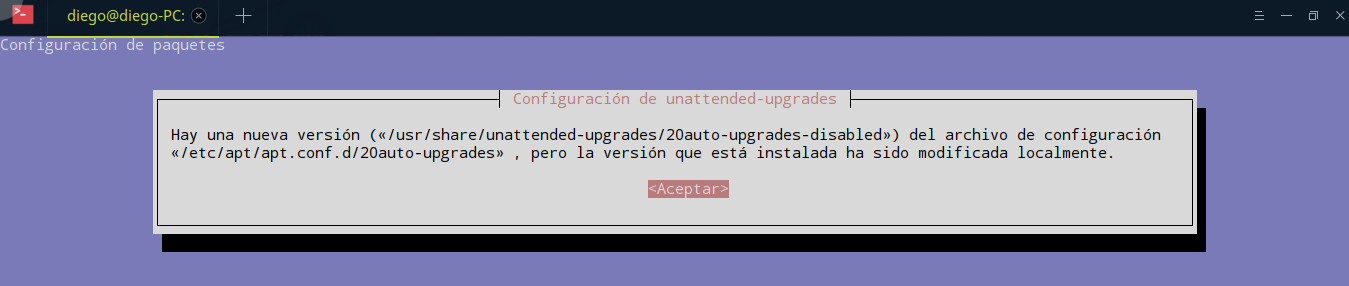 diego@diego-PC:
Configuración de paquetes
Configuración de unattended-upgrades
Hay una nueva versión («/usr/share/unattended-upgrades/20auto-upgrades-disabled») del archivo de configuración
«/etc/apt/apt.conf.d/20auto-upgrades» , pero la versión que está instalada ha sido modificada localmente.
<Aceptar>